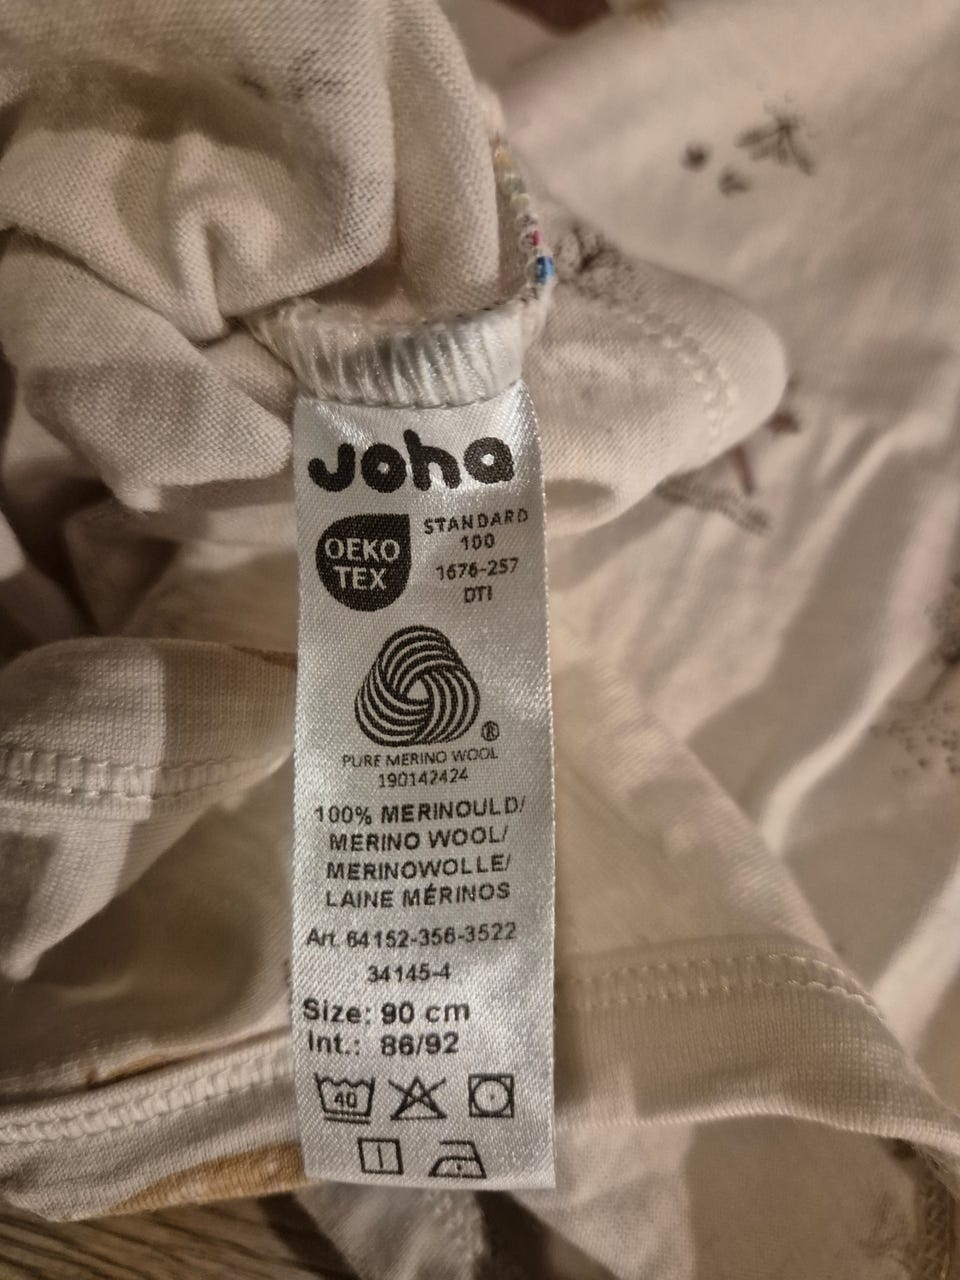 Joha
OEKO
TEX
STANDARD
100
1676-257
DTI
®
PURE MERINO WOOL
190142424
100% MERINOULD/
MERINO WOOL/
MERINOWOLLE/
LAINE MÉRINOS
Art. 64152-356-3522
34145-4
Size: 90 cm
Int.: 86/92
40